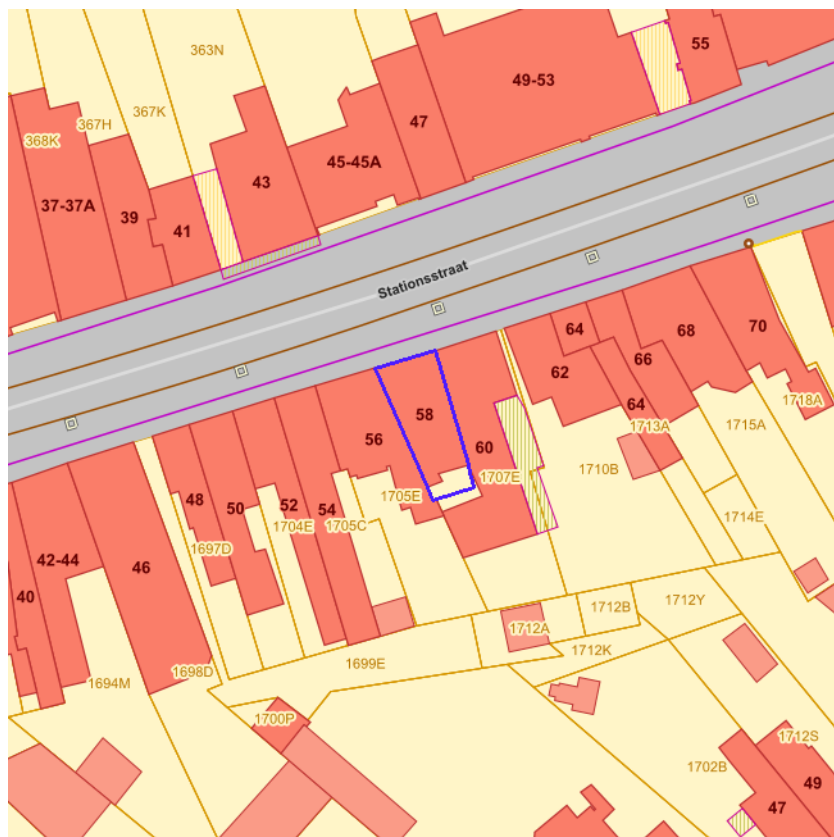 363N
55
49-53
367K
367H
47
368K
45-45A
43
37-37A
39
41
Stationsstraat
64
68
70
66
62
64
1718A
58
56
60
1713A
1715A
1707E
1710B
1705E
48
50
52
54
1704E
1705C
1714E
1697D
42-44
46
40
1712B
1712Y
1712A
1712K
1699E
1698D
1694M
1700P
1712S
1702B
49
47